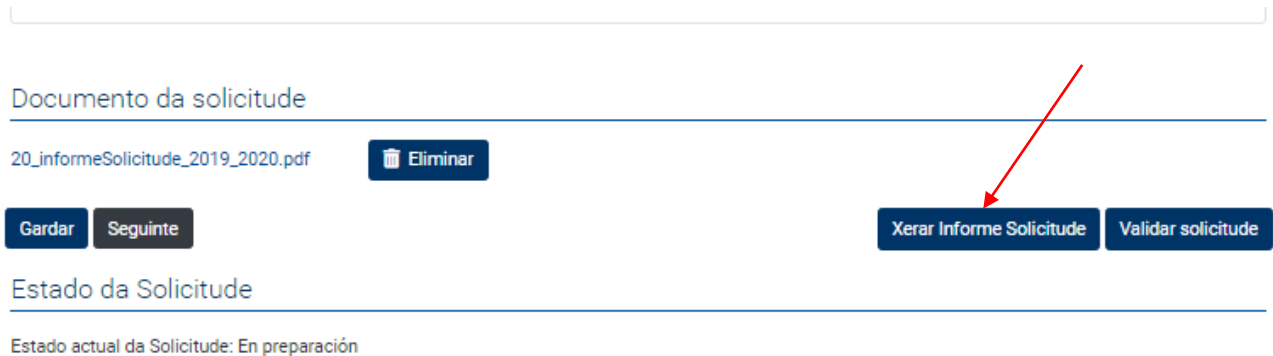 Documento da solicitude
20_informeSolicitude_2019_2020.pdf Eliminar
Gardar Seguinte Xerar Informe Solicitude Validar solicitude
Estado da Solicitude
Estado actual da Solicitude: En preparación